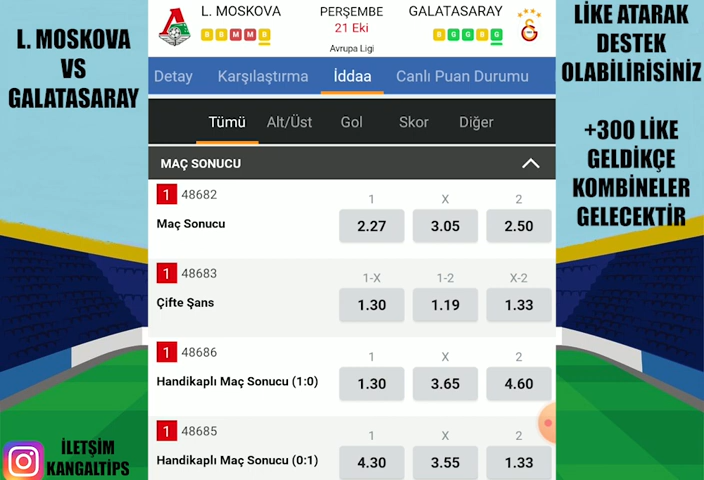 L. MOSKOVA
VS
GALATASARAY
L. MOSKOVA
B B M M B
PERŞEMBE
21 Eki
Avrupa Ligi
GALATASARAY
B G G B G
LİKE ATARAK
DESTEK
OLABİLİRİSİNİZ
+300 LİKE
GELDİKÇE
KOMBİNELER
GELECEKTİR
Detay Karşılaştırma İddaa Canlı Puan Durumu
Tümü Alt/Üst Gol Skor Diğer
MAÇ SONUCU
1 48682
1 X 2
Maç Sonucu 2.27 3.05 2.50
1 48683
1-X 1-2 X-2
Çifte Şans 1.30 1.19 1.33
1 48686
1 X 2
Handikaplı Maç Sonucu (1:0) 1.30 3.65 4.60
1 48685
1 X 2
Handikaplı Maç Sonucu (0:1) 4.30 3.55 1.33
İLETŞİM
KANGALTİPS